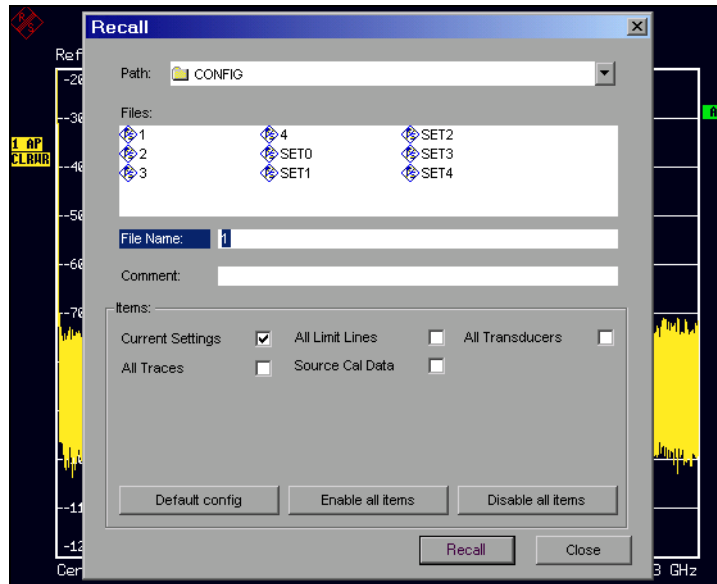 R S
Recall
Ref
Path: CONFIG
Files:
1 4 SET2
2 SET0 SET3
3 SET1 SET4
File Name: 1
Comment:
Items:
Current Settings All Limit Lines All Transducers
All Traces Source Cal Data
Default config Enable all items Disable all items
Recall Close
-20
-30
1 AP
CLRWR
-40
-50
-60
-70
-11
-12
A
Cen
3 GHz